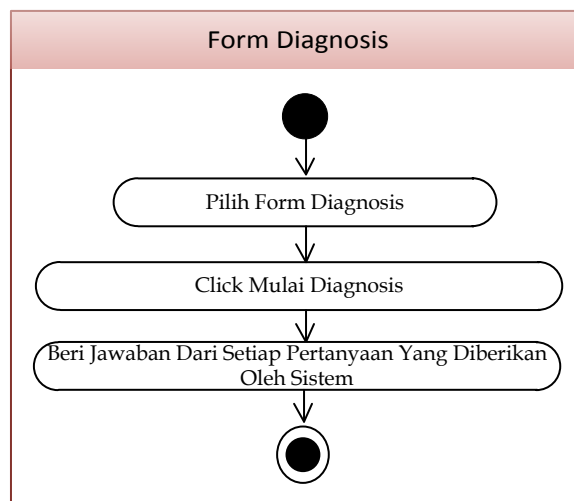 Form Diagnosis
Pilih Form Diagnosis
Click Mulai Diagnosis
Beri Jawaban Dari Setiap Pertanyaan Yang Diberikan
Oleh Sistem